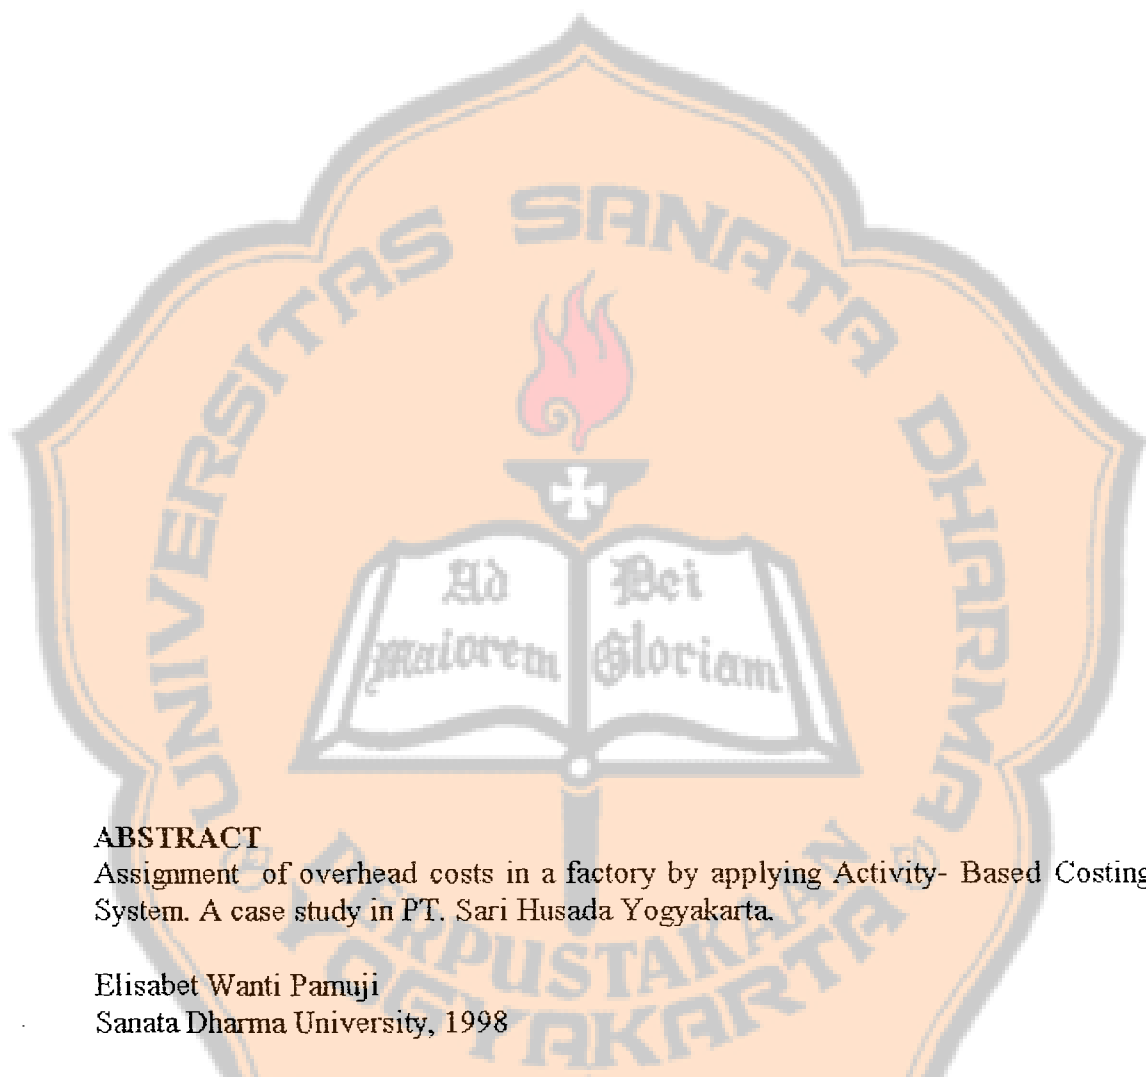 UNIVERSITAS SANATA DHARMA
Ad Dei
Maiorem Gloriam
ABSTRACT
Assignment of overhead costs in a factory by applying Activity- Based Costing
System. A case study in PT. Sari Husada Yogyakarta.
PERPUSTAKAAN
YOGYAKARTA
Elisabet Wanti Pamuji
Sanata Dharma University, 1998